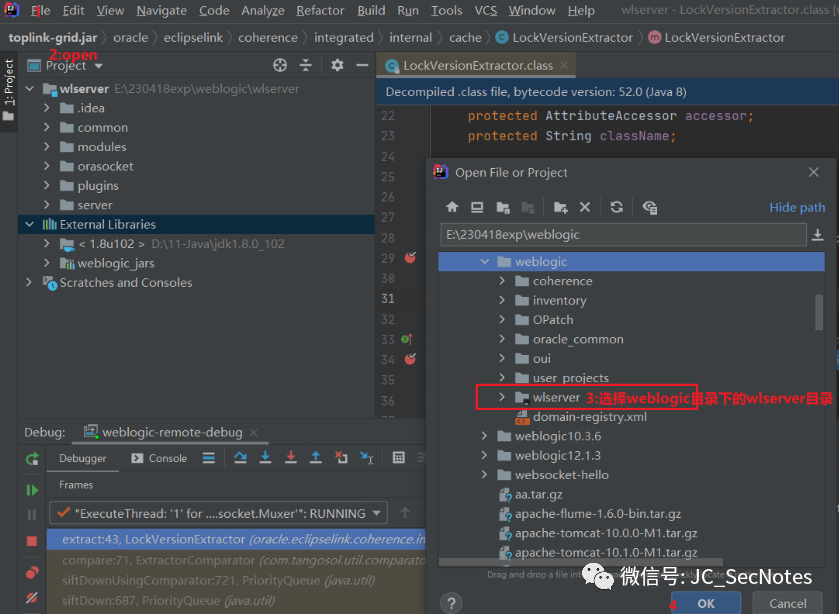 File Edit View Navigate Code Analyze Refactor Build Run Tools VCS Window Help wlserver - LockVersionExtractor.class
toplink-grid.jar oracle eclipselink coherence integrated internal cache LockVersionExtractor LockVersionExtractor
2:open
Project
1: Project
wlserver E:\230418exp\weblogic\wlserver
.idea
common
modules
orasocket
plugins
server
External Libraries
< 1.8u102 > D:\11-Java\jdk1.8.0_102
weblogic_jars
Scratches and Consoles
LockVersionExtractor.class
Decompiled .class file, bytecode version: 52.0 (Java 8)
22 protected AttributeAccessor accessor;
23 protected String className;
24
25
26
27
28
29
30
31
32
33
34
35
36
Open File or Project
Hide path
E:\230418exp\weblogic
weblogic
coherence
inventory
OPatch
oracle_common
oui
user_projects
wlserver 3:选择weblogic目录下的wlserver目录
domain-registry.xml
weblogic10.3.6
weblogic12.1.3
websocket-hello
aa.tar.gz
apache-flume-1.6.0-bin.tar.gz
apache-tomcat-10.0.0-M1.tar.gz
apache-tomcat-10.1.0-M1.tar.gz
Drag and drop a file int
微信号: JC_SecNotes
4 OK
Cancel
?
Debug: weblogic-remote-debug
Debugger Console
Frames
"ExecuteThread: '1' for ....socket.Muxer'": RUNNING
extract:43, LockVersionExtractor (oracle.eclipselink.coherence.in
compare:71, ExtractorComparator (com.tangosol.util.comparato
siftDownUsingComparator:721, PriorityQueue (java.util)
siftDown:687, PriorityQueue (java.util)